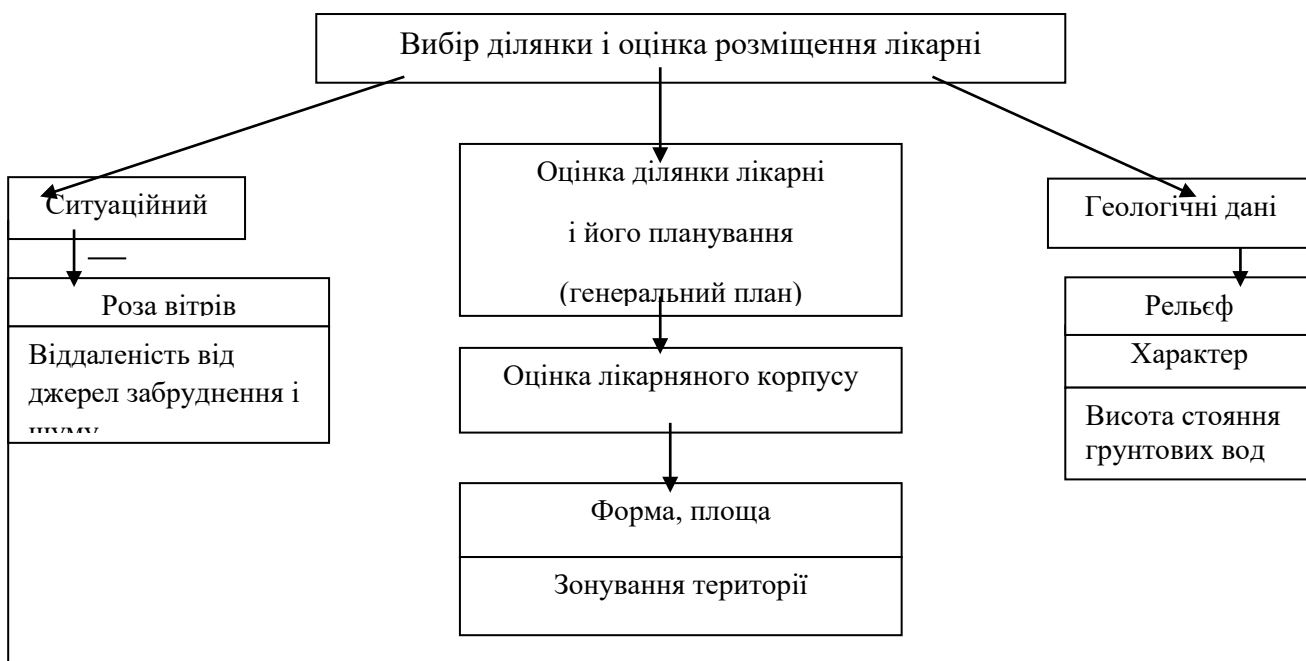 Вибір ділянки і оцінка розміщення лікарні
Ситуаційний
Роза вітрів
Віддаленість від
джерел забруднення і
шуму
Оцінка ділянки лікарні
і його планування
(генеральний план)
Оцінка лікарняного корпусу
Форма, площа
Зонування території
Геологічні дані
Рельєф
Характер
Висота стояння
грунтових вод